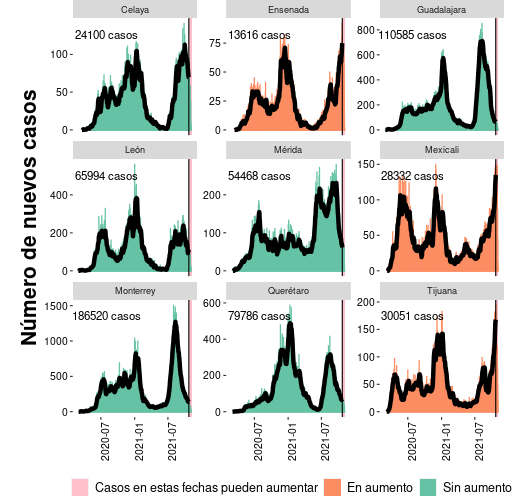 Celaya
Ensenada
Guadalajara
24100 casos
13616 casos
110585 casos
100
50
0
75
50
25
0
800
600
400
200
0
León
Mérida
Mexicali
65994 casos
54468 casos
28332 casos
400
200
0
200
100
0
150
100
50
0
Monterrey
Querétaro
Tijuana
186520 casos
79786 casos
30051 casos
1500
1000
500
0
600
400
200
0
200
150
100
50
0
2020-07
2021-01
2021-07
2020-07
2021-01
2021-07
2020-07
2021-01
2021-07
Número de nuevos casos
Casos en estas fechas pueden aumentar
En aumento
Sin aumento